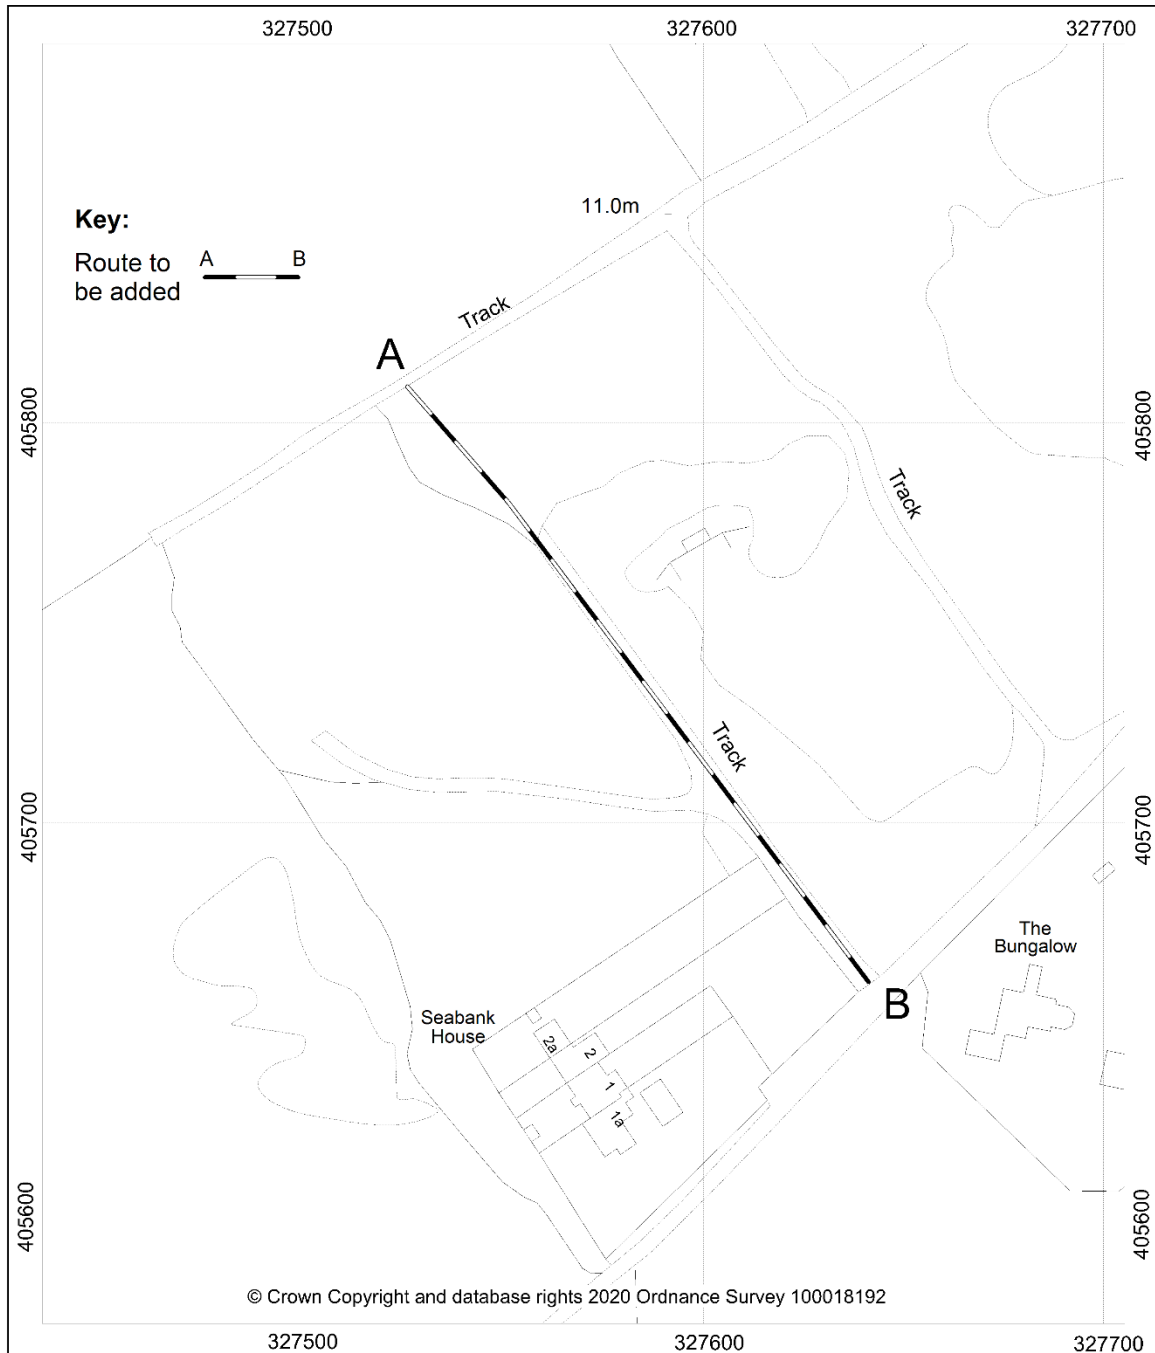 327500
327600
327700
Key:
11.0m
Route to
be added
A
B
Track
A
405800
405800
Track
Track
405700
405700
The
Bungalow
B
Seabank
House
2a
2
1
1a
405600
405600
© Crown Copyright and database rights 2020 Ordnance Survey 100018192
327500
327600
327700